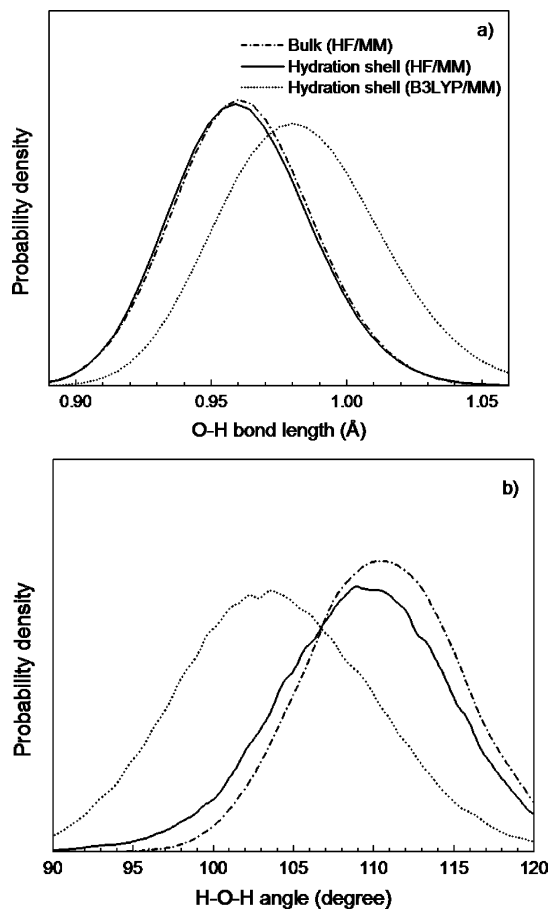 a)
Bulk (HF/MM)
Hydration shell (HF/MM)
Hydration shell (B3LYP/MM)
Probability density
0.90 0.95 1.00 1.05
O-H bond length (Å)
b)
Probability density
90 95 100 105 110 115 120
H-O-H angle (degree)